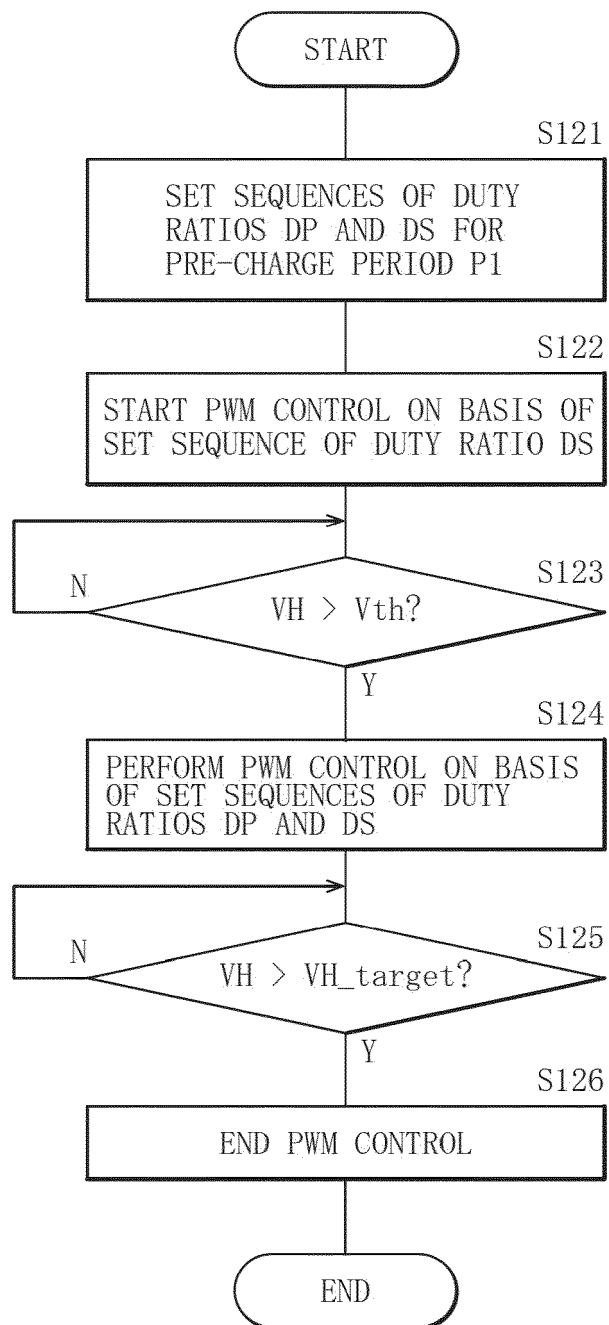 START
S121
SET SEQUENCES OF DUTY
RATIOS DP AND DS FOR
PRE-CHARGE PERIOD P1
S122
START PWM CONTROL ON BASIS OF
SET SEQUENCE OF DUTY RATIO DS
S123
N
VH > Vth?
Y
S124
PERFORM PWM CONTROL ON BASIS
OF SET SEQUENCES OF DUTY
RATIOS DP AND DS
S125
N
VH > VH_target?
Y
S126
END PWM CONTROL
END